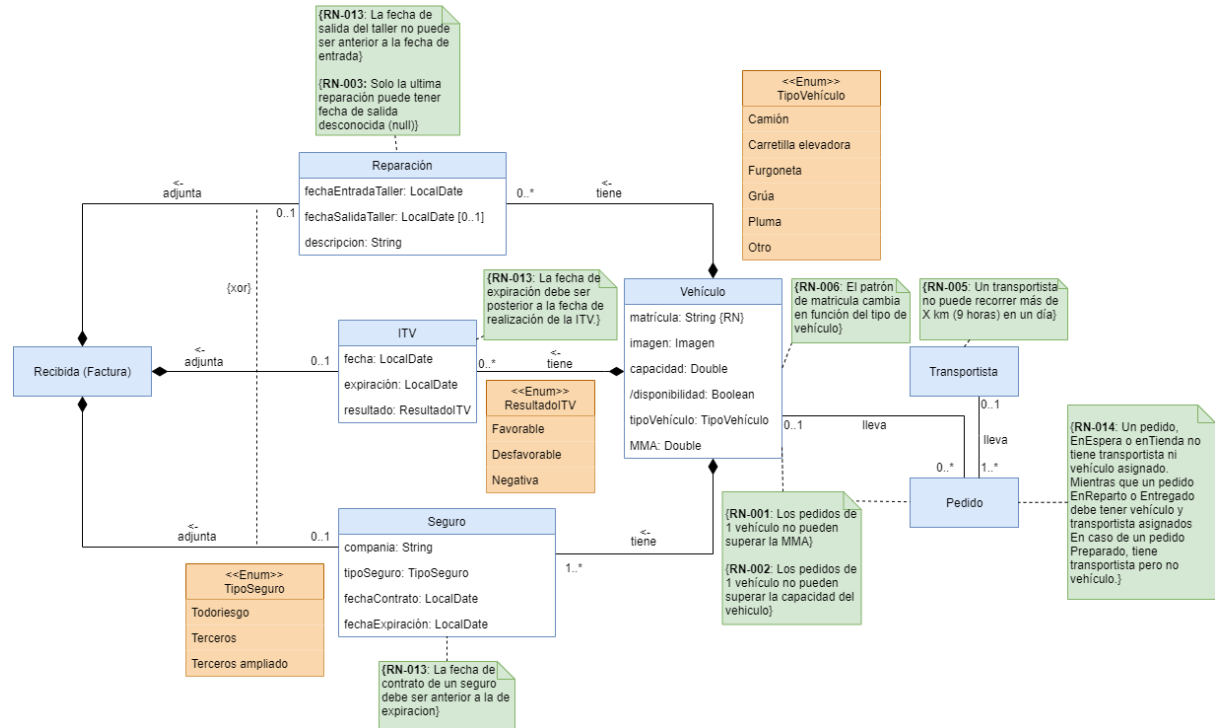 {RN-013: La fecha de
salida del taller no puede
ser anterior a la fecha de
entrada}
{RN-003: Solo la ultima
reparación puede tener
fecha de salida
desconocida (null)}
<<Enum>>
TipoVehículo
Camión
Carretilla elevadora
Furgoneta
Grúa
Pluma
Otro
Reparación
fechaEntradaTaller: LocalDate
fechaSalidaTaller: LocalDate [0..1]
descripcion: String
<-
adjunta
0..1
<-
tiene
0..*
{xor}
{RN-013: La fecha de
expiración debe ser
posterior a la fecha de
realización de la ITV.}
Vehículo
matrícula: String {RN}
imagen: Imagen
capacidad: Double
/disponibilidad: Boolean
tipoVehículo: TipoVehículo
MMA: Double
{RN-006: El patrón
de matricula cambia
en función del tipo de
vehículo}
{RN-005: Un transportista
no puede recorrer más de
X km (9 horas) en un día}
Recibida (Factura)
<-
adjunta
0..1
ITV
fecha: LocalDate
expiración: LocalDate
resultado: ResultadoITV
0..*
<-
tiene
<<Enum>>
ResultadoITV
Favorable
Desfavorable
Negativa
Transportista
0..1
lleva
1..*
0..1
lleva
0..*
Pedido
{RN-014: Un pedido,
EnEspera o enTienda no
tiene transportista ni
vehículo asignado.
Mientras que un pedido
EnReparto o Entregado
debe tener vehículo y
transportista asignados
En caso de un pedido
Preparado, tiene
transportista pero no
vehículo.}
{RN-001: Los pedidos de
1 vehículo no pueden
superar la MMA}
{RN-002: Los pedidos de
1 vehículo no pueden
superar la capacidad del
vehiculo}
<-
adjunta
0..1
Seguro
compania: String
tipoSeguro: TipoSeguro
fechaContrato: LocalDate
fechaExpiración: LocalDate
<-
tiene
1..*
<<Enum>>
TipoSeguro
Todoriesgo
Terceros
Terceros ampliado
{RN-013: La fecha de
contrato de un seguro
debe ser anterior a la de
expiracion}